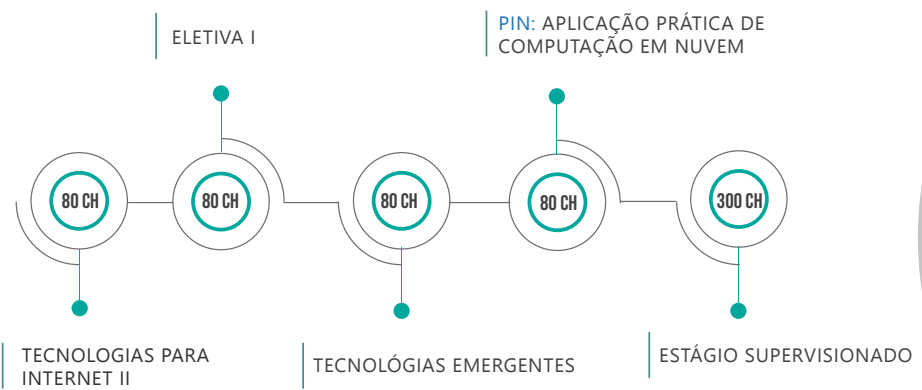 ELETIVA I
PIN: APLICAÇÃO PRÁTICA DE
COMPUTAÇÃO EM NUVEM
80 CH
80 CH
80 CH
80 CH
300 CH
TECNOLOGIAS PARA
INTERNET II
TECNOLÓGIAS EMERGENTES
ESTÁGIO SUPERVISIONADO